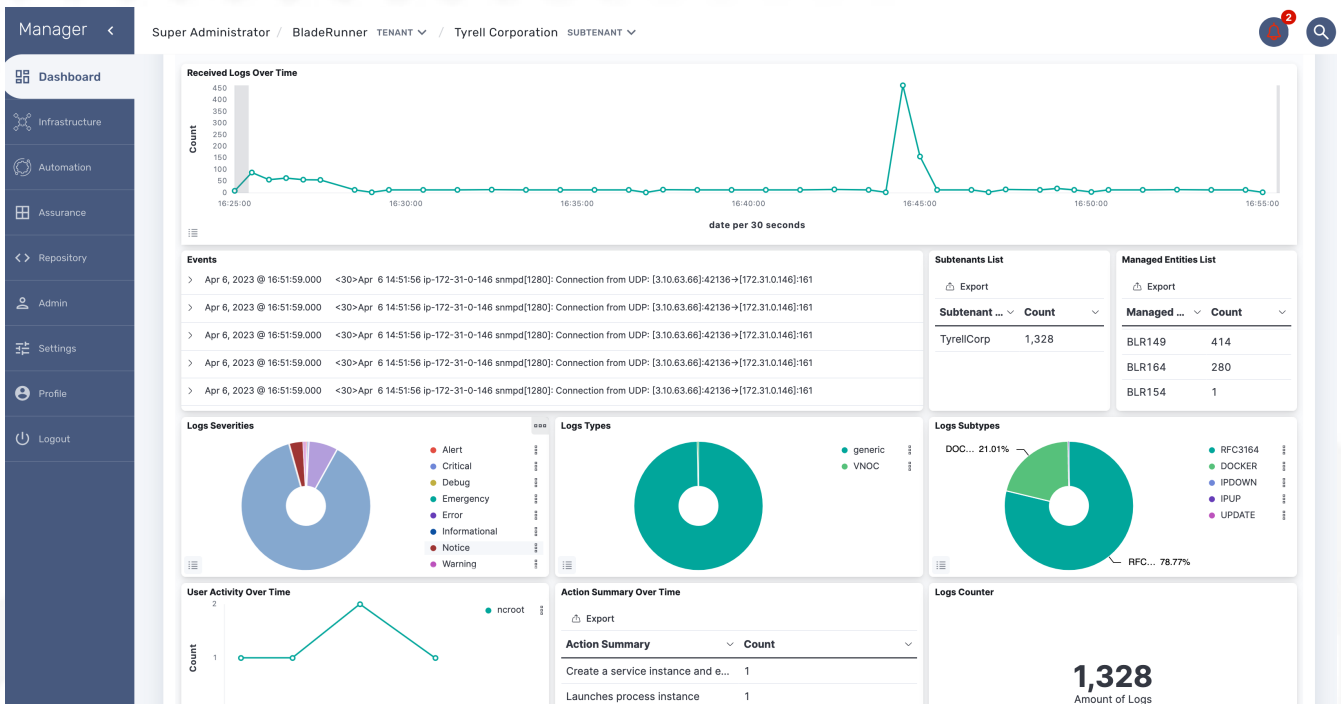 Manager
Super Administrator / BladeRunner TENANT / Tyrell Corporation SUBTENANT
2
Dashboard
Infrastructure
Automation
Assurance
Repository
Admin
Settings
Profile
Logout
Received Logs Over Time
Count
450
400
350
300
250
200
150
100
50
0
16:25:00 16:30:00 16:35:00 16:40:00 16:45:00 16:50:00 16:55:00
date per 30 seconds
Events
> Apr 6, 2023 @ 16:51:59.000 <30>Apr 6 14:51:56 ip-172-31-0-146 snmpd[1280]: Connection from UDP: [3.10.63.66]:42136→[172.31.0.146]:161
> Apr 6, 2023 @ 16:51:59.000 <30>Apr 6 14:51:56 ip-172-31-0-146 snmpd[1280]: Connection from UDP: [3.10.63.66]:42136→[172.31.0.146]:161
> Apr 6, 2023 @ 16:51:59.000 <30>Apr 6 14:51:56 ip-172-31-0-146 snmpd[1280]: Connection from UDP: [3.10.63.66]:42136→[172.31.0.146]:161
> Apr 6, 2023 @ 16:51:59.000 <30>Apr 6 14:51:56 ip-172-31-0-146 snmpd[1280]: Connection from UDP: [3.10.63.66]:42136→[172.31.0.146]:161
> Apr 6, 2023 @ 16:51:59.000 <30>Apr 6 14:51:56 ip-172-31-0-146 snmpd[1280]: Connection from UDP: [3.10.63.66]:42136→[172.31.0.146]:161
Subtenants List
Export
Subtenant ... Count
TyrellCorp 1,328
Managed Entities List
Export
Managed ... Count
BLR149 414
BLR164 280
BLR154 1
Logs Severities
Alert
Critical
Debug
Emergency
Error
Informational
Notice
Warning
Logs Types
generic
VNOC
Logs Subtypes
DOC... 21.01%
RFC... 78.77%
RFC3164
DOCKER
IPDOWN
IPUP
UPDATE
User Activity Over Time
Count
2
1
ncroot
Action Summary Over Time
Export
Action Summary Count
Create a service instance and e... 1
Launches process instance 1
Logs Counter
1,328
Amount of Logs